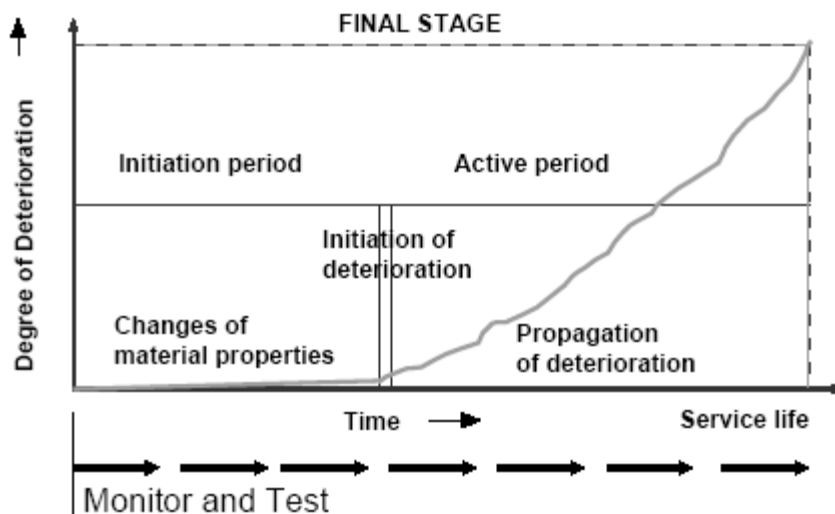 FINAL STAGE
Degree of Deterioration
Initiation period
Active period
Initiation of
deterioration
Changes of
material properties
Propagation
of deterioration
Time
Service life
Monitor and Test